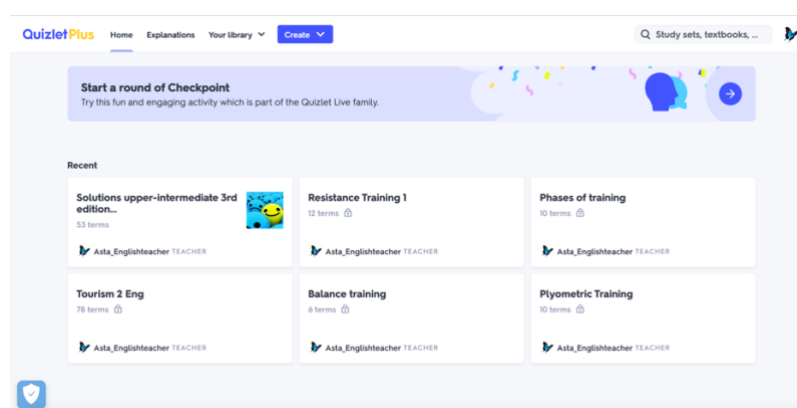 QuizletPlus Home Explanations Your library Create Study sets, textbooks, ...
Start a round of Checkpoint
Try this fun and engaging activity which is part of the Quizlet Live family.
Recent
Solutions upper-intermediate 3rd
edition...
53 terms
Asta_Englishteacher TEACHER
Resistance Training 1
12 terms
Asta_Englishteacher TEACHER
Phases of training
10 terms
Asta_Englishteacher TEACHER
Tourism 2 Eng
78 terms
Asta_Englishteacher TEACHER
Balance training
6 terms
Asta_Englishteacher TEACHER
Plyometric Training
10 terms
Asta_Englishteacher TEACHER